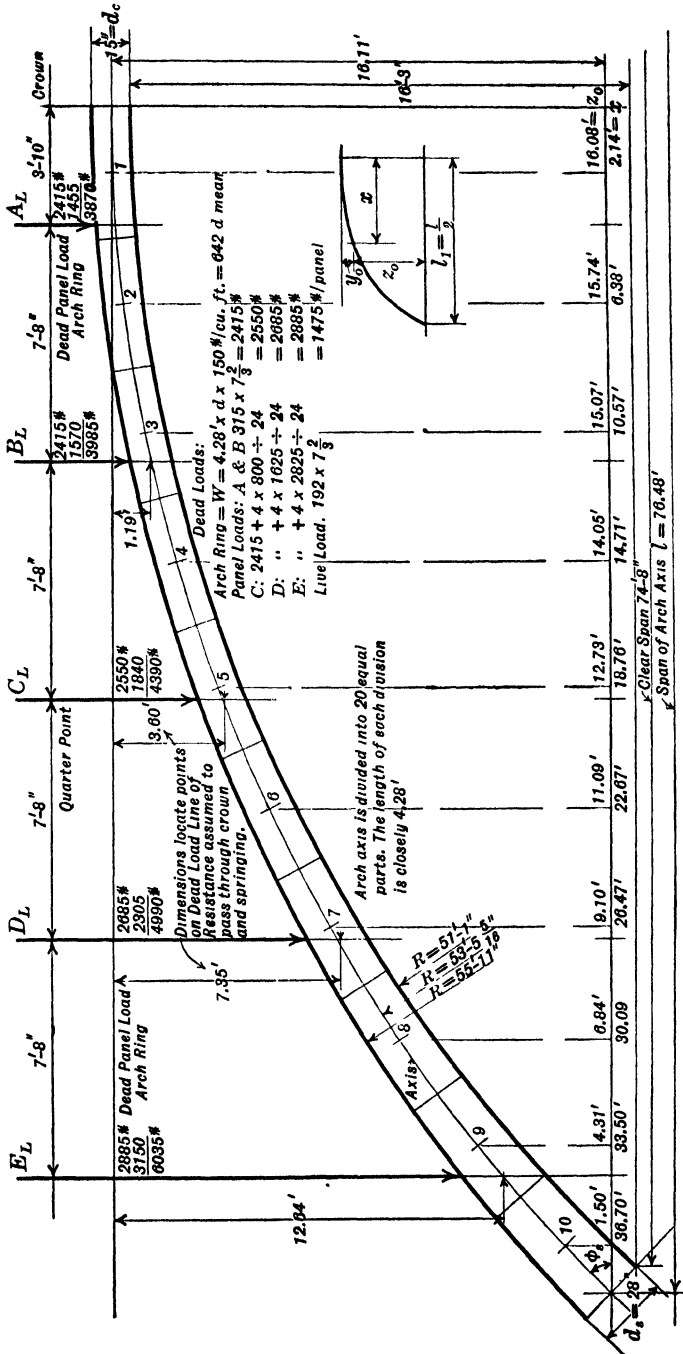 E_L
D_L
C_L
B_L
A_L
7'-8"
7'-8"
7'-8"
7'-8"
7'-8"
3'-10"
Crown
Quarter Point
15"=d_c
2885# Dead Panel Load
3150 Arch Ring
6035#
2685#
2305
4990#
2550#
1840
4390#
2415#
1570
3985#
Dead Panel Load
Arch Ring
2415#
1455
3870#
12.64'
7.35'
3.60'
1.19'
Dimensions locate points
on Dead Load Line of
Resistance assumed to
pass through crown
and springing.
Dead Loads:
Arch Ring = W = 4.28' x d x 150#/cu. ft. = 642 d mean
Panel Loads: A & B 315 x 7 2/3 = 2415#
C: 2415 + 4 x 800 ÷ 24 = 2550#
D: " + 4 x 1625 ÷ 24 = 2685#
E: " + 4 x 2825 ÷ 24 = 2885#
Live Load. 192 x 7 2/3 = 1475#/panel
Arch axis is divided into 20 equal
parts. The length of each division
is closely 4.28'
10
9
8
7
6
5
4
3
2
1
Axis
R=51'-1"
R=53'-5 5/16"
R=55'-11"
y_o
z_o
x
l_1 = l/2
16.11'
16'-3"
ϕ_s
d_s = 28"
1.50'
4.31'
6.84'
9.10'
11.09'
12.73'
14.05'
15.07'
15.74'
16.08' = z_o
36.70'
33.50'
30.09
26.47'
22.67'
18.76'
14.71'
10.57'
6.38'
2.14' = x
Clear Span 74'-8"
Span of Arch Axis l = 76.48'